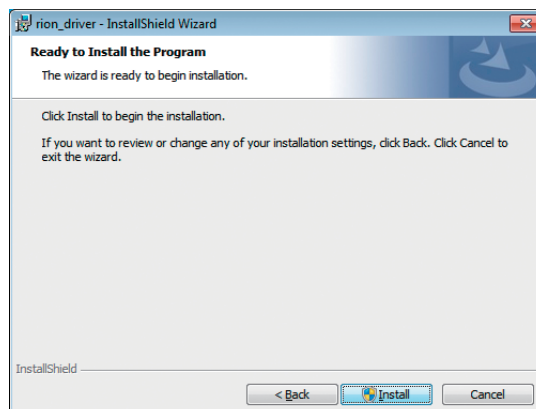 rion_driver - InstallShield Wizard
Ready to Install the Program
The wizard is ready to begin installation.
Click Install to begin the installation.
If you want to review or change any of your installation settings, click Back. Click Cancel to
exit the wizard.
InstallShield
< Back
Install
Cancel